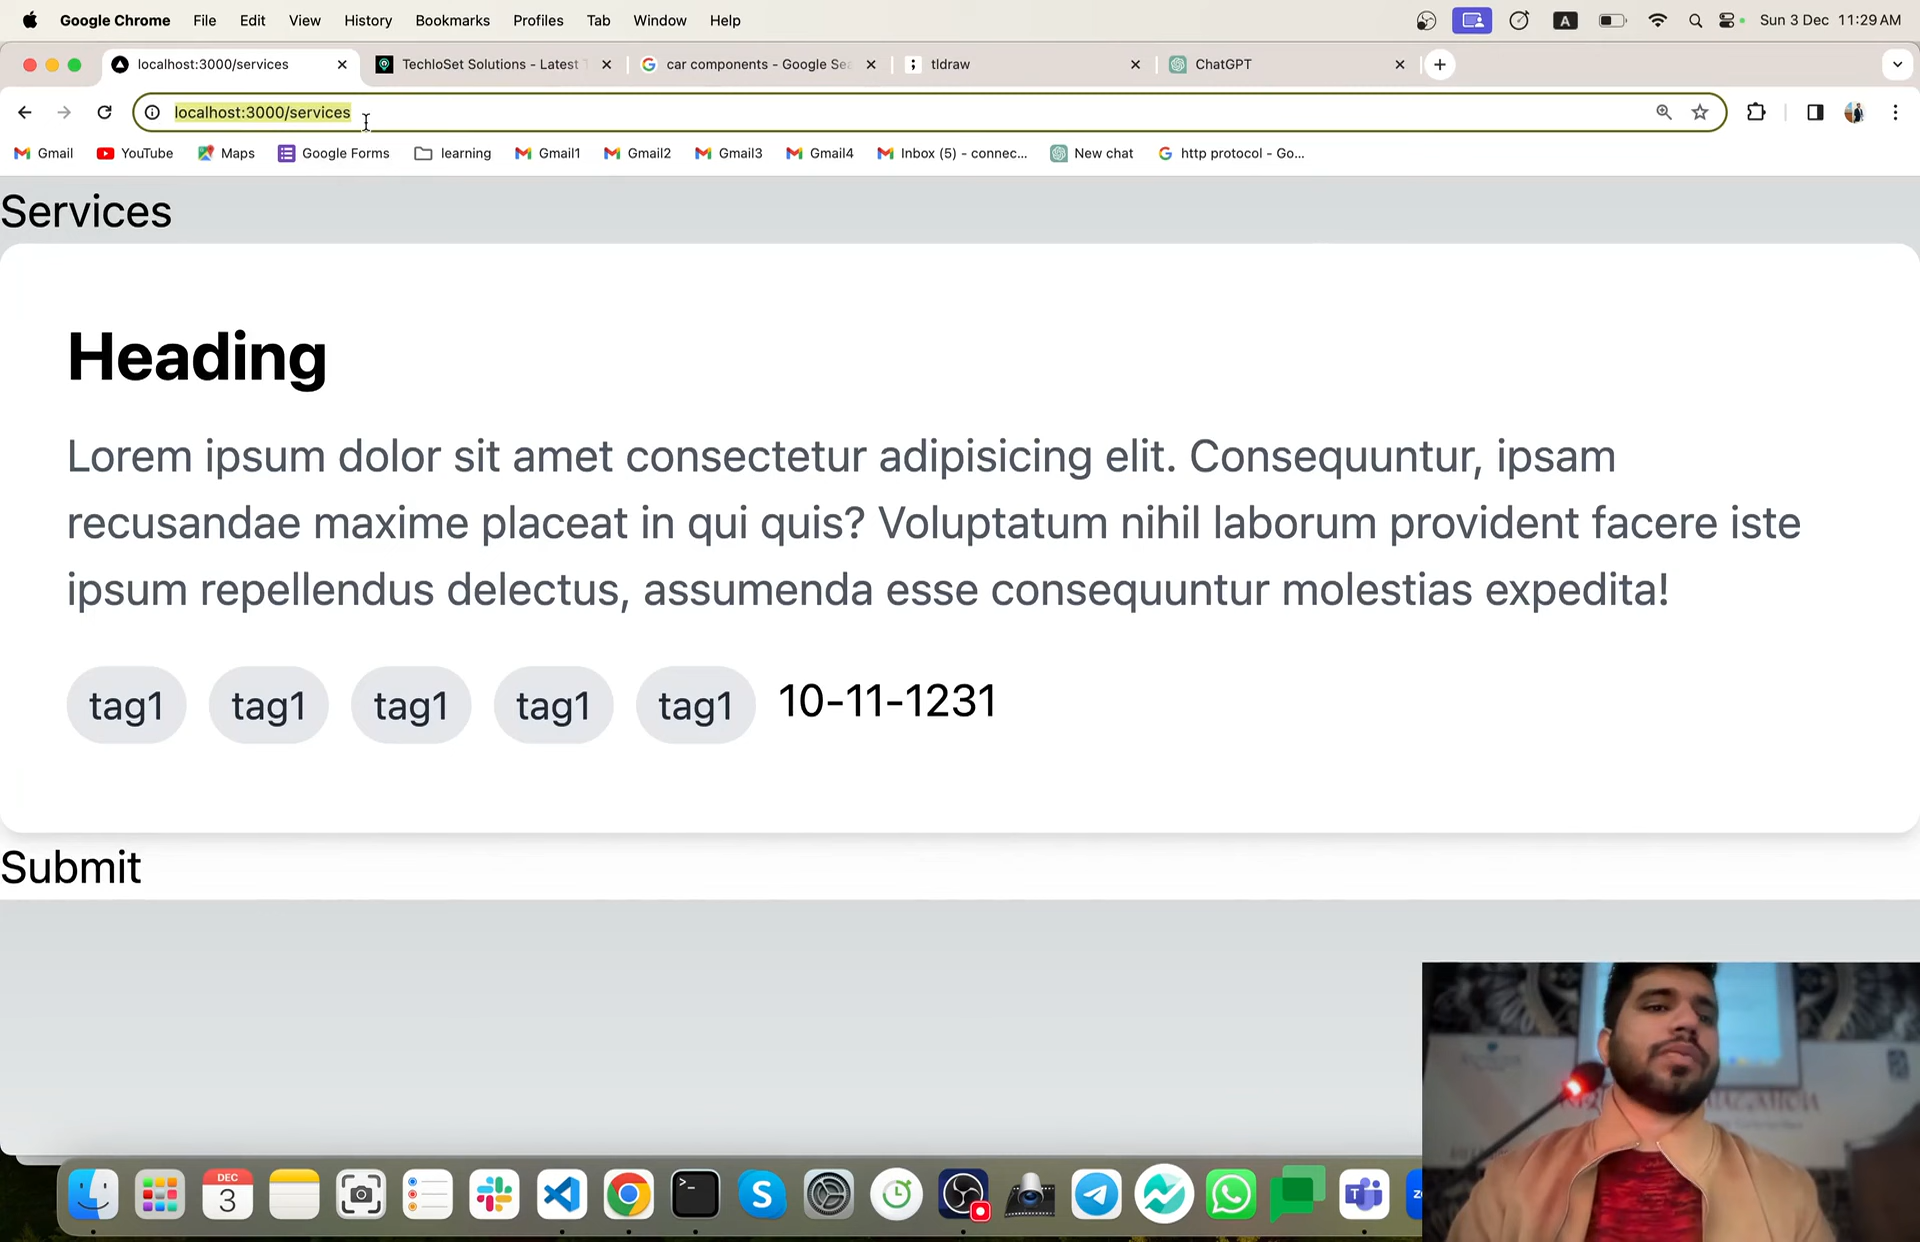 Google Chrome File Edit View History Bookmarks Profiles Tab Window Help A Sun 3 Dec 11:29 AM
localhost:3000/services TechloSet Solutions - Latest car components - Google Se tldraw ChatGPT
localhost:3000/services
Gmail YouTube Maps Google Forms learning Gmail1 Gmail2 Gmail3 Gmail4 Inbox (5) - connec... New chat http protocol - Go...
Services
Heading
Lorem ipsum dolor sit amet consectetur adipisicing elit. Consequuntur, ipsam
recusandae maxime placeat in qui quis? Voluptatum nihil laborum provident facere iste
ipsum repellendus delectus, assumenda esse consequuntur molestias expedita!
tag1 tag1 tag1 tag1 tag1 10-11-1231
Submit
DEC
3